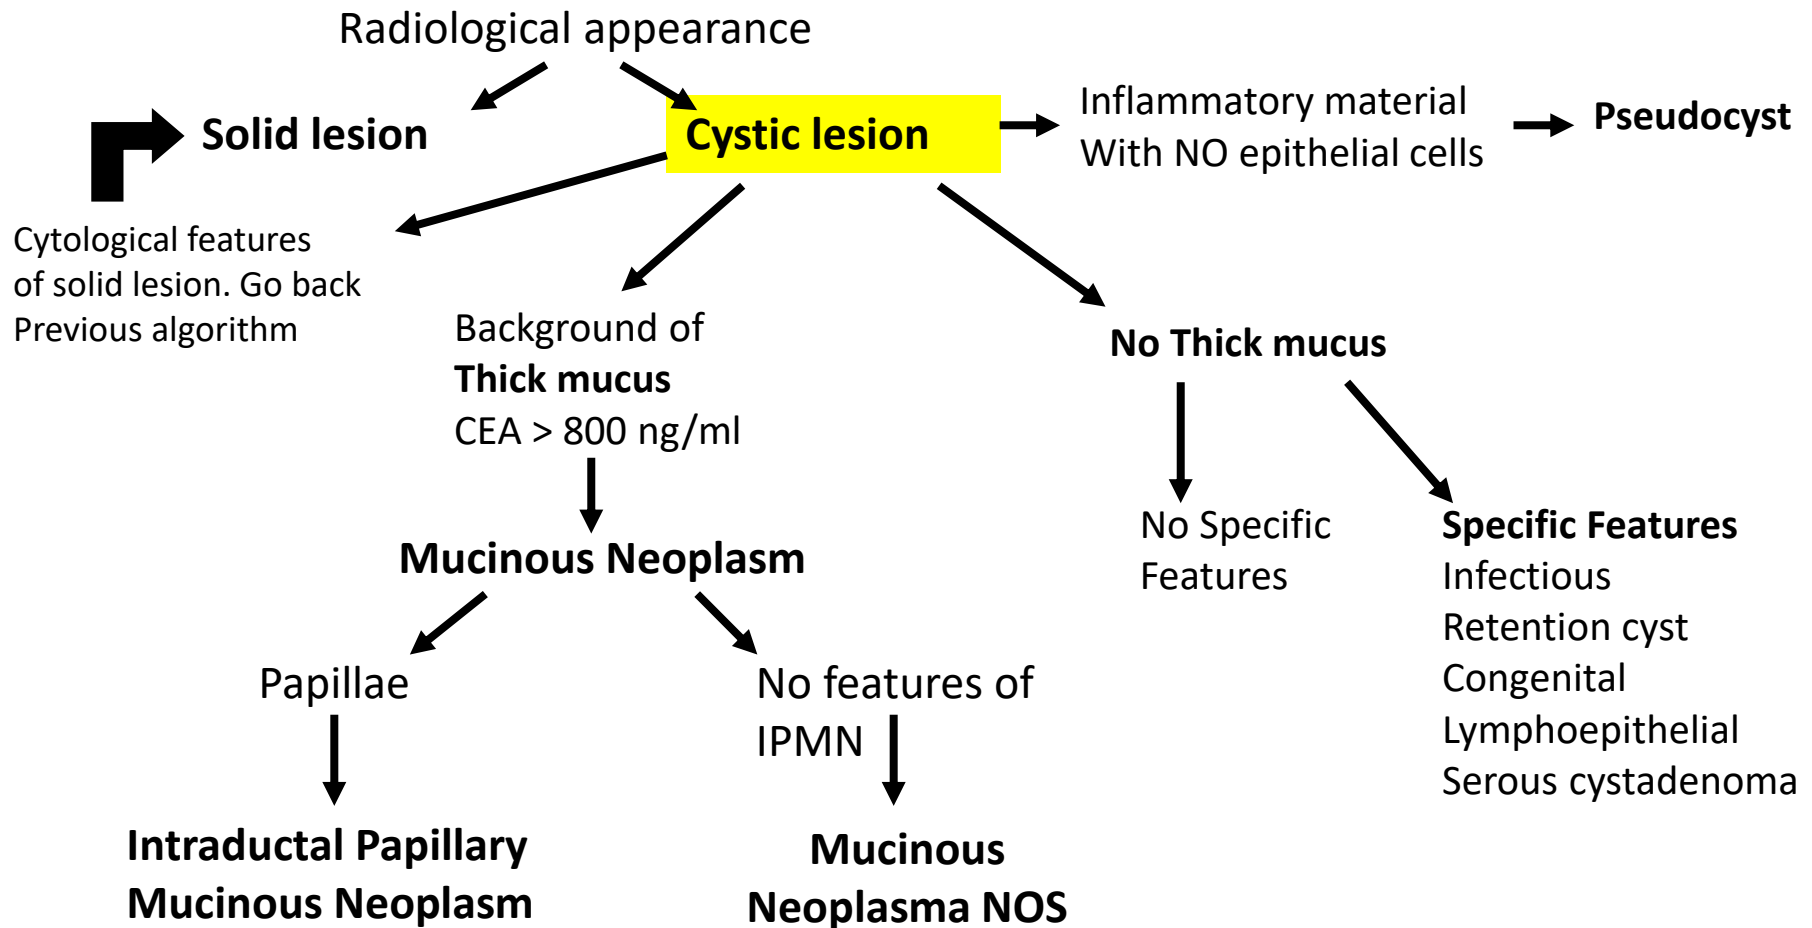 Radiological appearance
Solid lesion
Cystic lesion
Inflammatory material
With NO epithelial cells
Pseudocyst
Cytological features
of solid lesion. Go back
Previous algorithm
Background of
Thick mucus
CEA > 800 ng/ml
No Thick mucus
No Specific
Features
Specific Features
Infectious
Retention cyst
Congenital
Lymphoepithelial
Serous cystadenoma
Mucinous Neoplasm
Papillae
No features of
IPMN
Intraductal Papillary
Mucinous Neoplasm
Mucinous
Neoplasma NOS